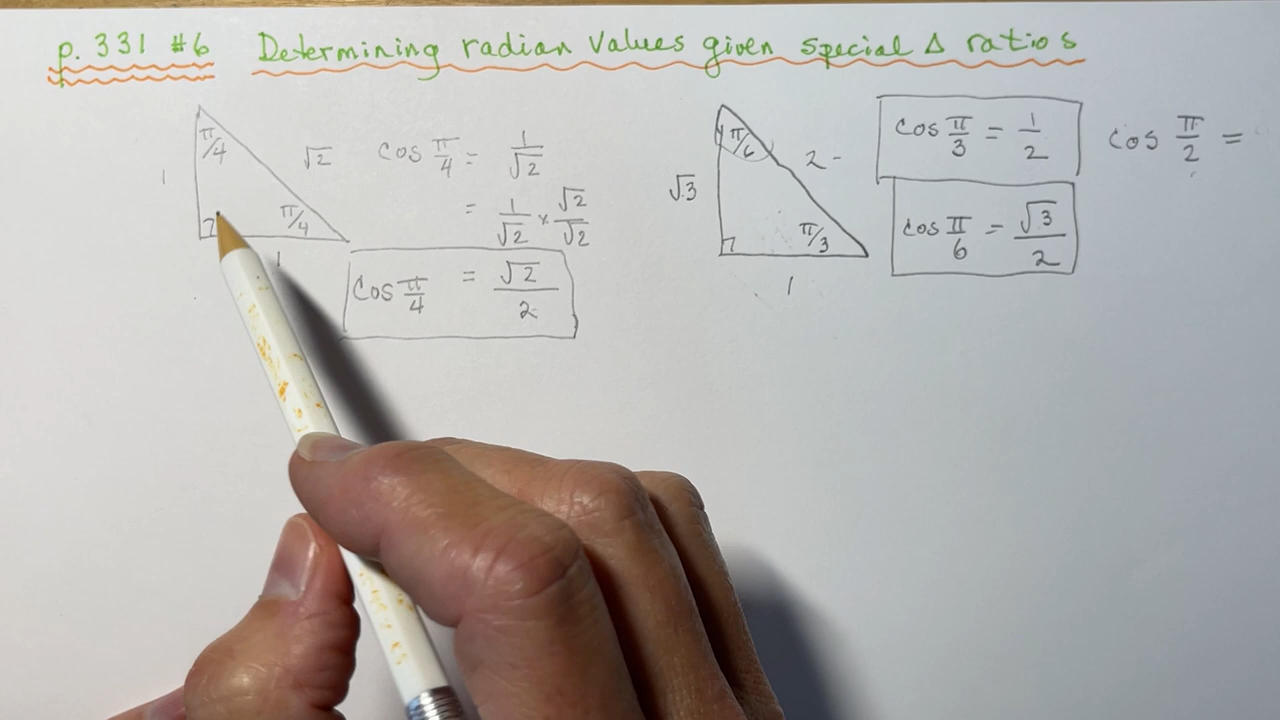 p. 331 #6 Determining radian values given special Δ ratios
π/4
√2
1
π/4
1
cos π/4 = 1/√2
= 1/√2 × √2/√2
cos π/4 = √2/2
π/6
2
√3
π/3
1
cos π/3 = 1/2
cos π/6 = √3/2
cos π/2 =